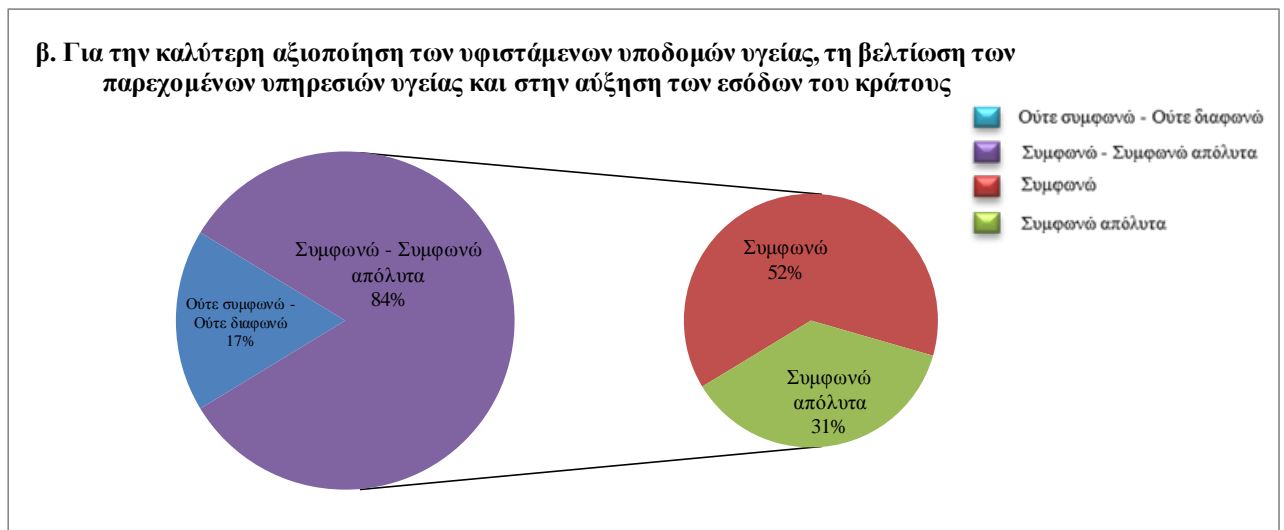 β. Για την καλύτερη αξιοποίηση των υφιστάμενων υποδομών υγείας, τη βελτίωση των
παρεχομένων υπηρεσιών υγείας και στην αύξηση των εσόδων του κράτους
Ούτε συμφωνώ - Ούτε διαφωνώ
Συμφωνώ - Συμφωνώ απόλυτα
Συμφωνώ
Συμφωνώ απόλυτα
Συμφωνώ - Συμφωνώ
απόλυτα
84%
Ούτε συμφωνώ -
Ούτε διαφωνώ
17%
Συμφωνώ
52%
Συμφωνώ
απόλυτα
31%